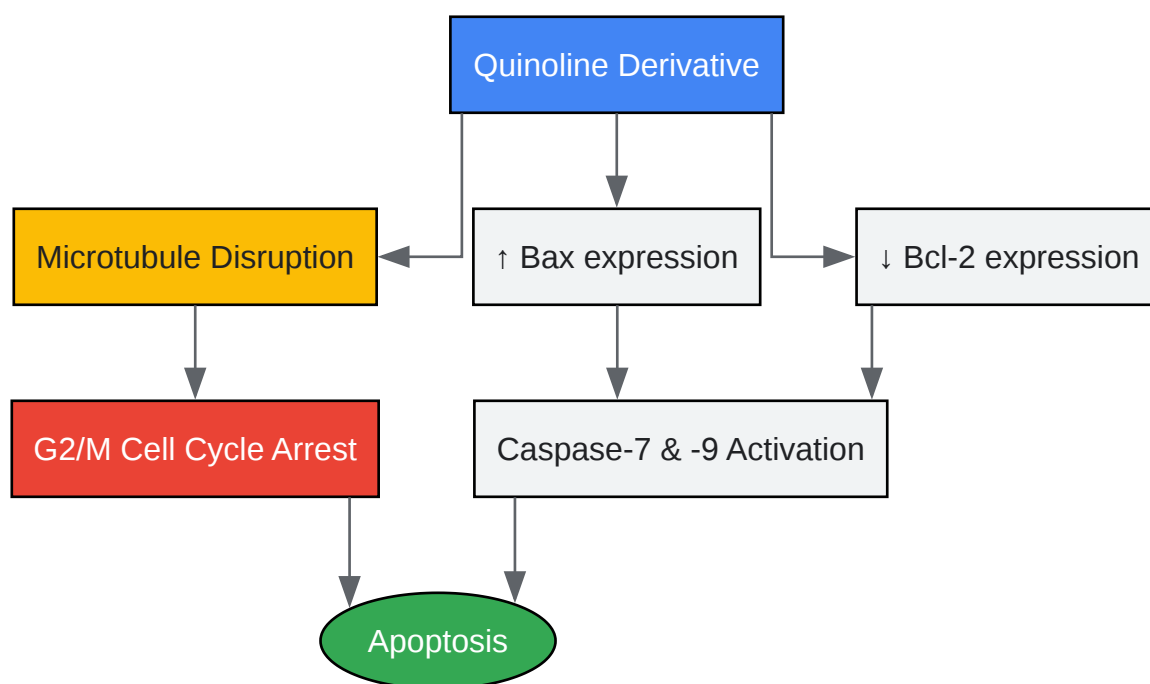 Quinoline Derivative
Microtubule Disruption
↑ Bax expression
↓ Bcl-2 expression
G2/M Cell Cycle Arrest
Caspase-7 & -9 Activation
Apoptosis